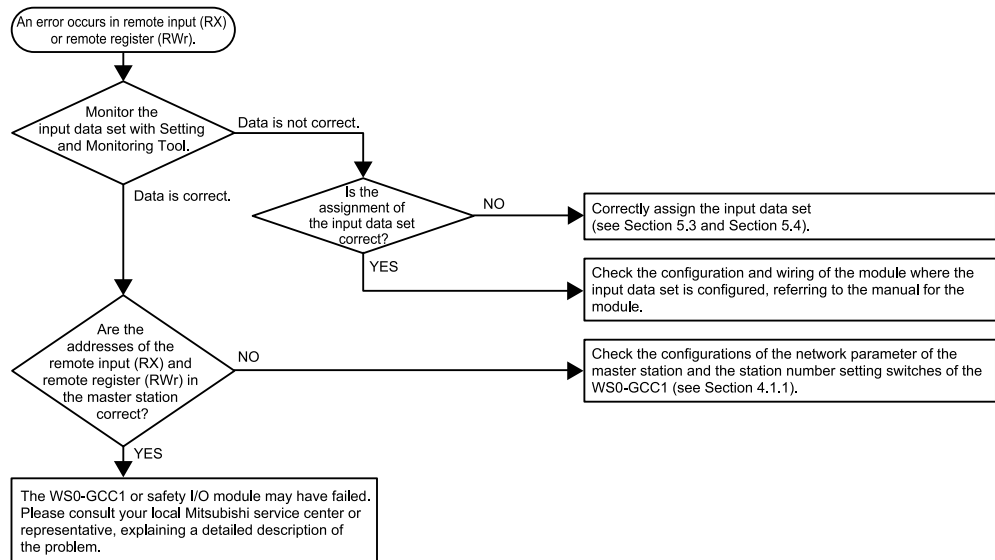 An error occurs in remote input (RX)
or remote register (RWr).
Monitor the
input data set with Setting
and Monitoring Tool.
Data is not correct.
Data is correct.
Is the
assignment of
the input data set
correct?
NO
Correctly assign the input data set
(see Section 5.3 and Section 5.4).
YES
Check the configuration and wiring of the module where the
input data set is configured, referring to the manual for the
module.
Are the
addresses of the
remote input (RX) and
remote register (RWr) in
the master station
correct?
NO
Check the configurations of the network parameter of the
master station and the station number setting switches of the
WS0-GCC1 (see Section 4.1.1).
YES
The WS0-GCC1 or safety I/O module may have failed.
Please consult your local Mitsubishi service center or
representative, explaining a detailed description of
the problem.